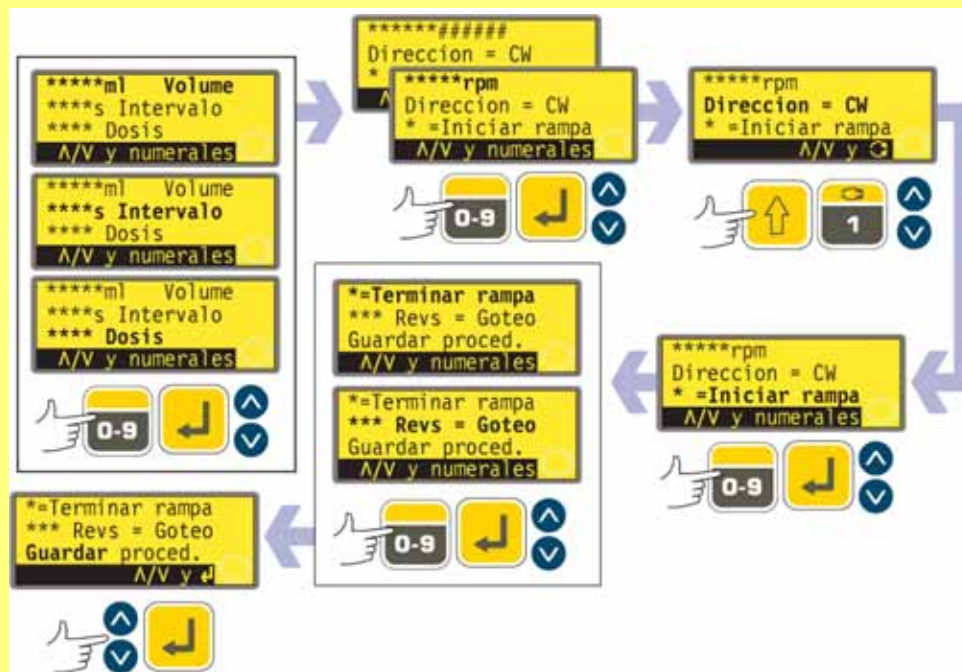 *****ml Volume
****s Intervalo
**** Dosis
Λ/V y numerales
*****ml Volume
****s Intervalo
**** Dosis
Λ/V y numerales
*****ml Volume
****s Intervalo
**** Dosis
Λ/V y numerales
0-9
******######
Direccion = CW
*
Λ
*****rpm
Direccion = CW
* =Iniciar rampa
Λ/V y numerales
0-9
*****rpm
Direccion = CW
* =Iniciar rampa
Λ/V y
1
*****rpm
Direccion = CW
* =Iniciar rampa
Λ/V y numerales
0-9
*=Terminar rampa
*** Revs = Goteo
Guardar proced.
Λ/V y numerales
*=Terminar rampa
*** Revs = Goteo
Guardar proced.
Λ/V y numerales
0-9
*=Terminar rampa
*** Revs = Goteo
Guardar proced.
Λ/V y ↲